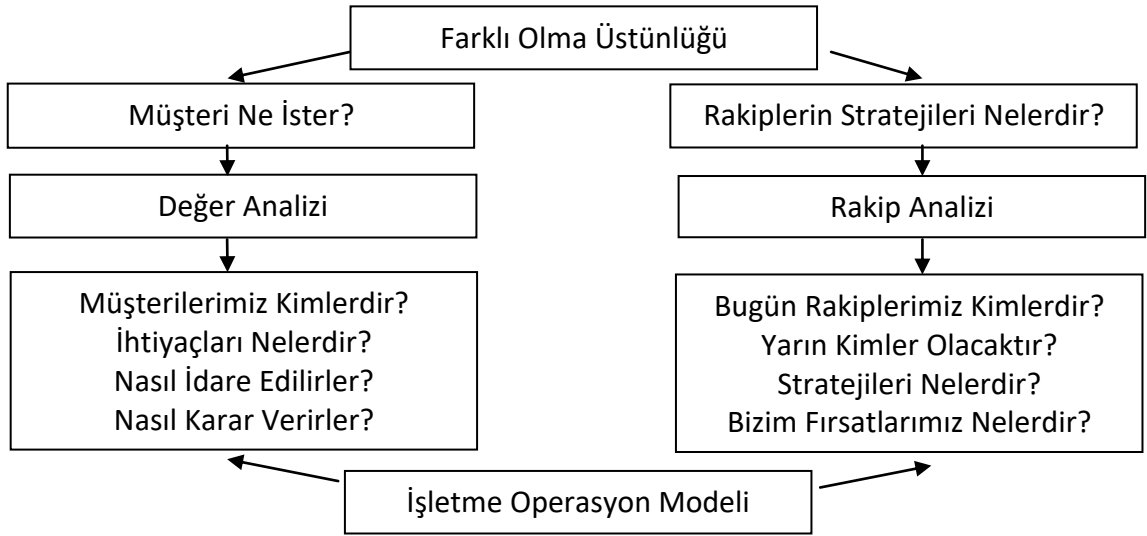 Farklı Olma Üstünlüğü
Müşteri Ne İster?
Rakiplerin Stratejileri Nelerdir?
Değer Analizi
Rakip Analizi
Müşterilerimiz Kimlerdir?
İhtiyaçları Nelerdir?
Nasıl İdare Edilirler?
Nasıl Karar Verirler?
Bugün Rakiplerimiz Kimlerdir?
Yarın Kimler Olacaktır?
Stratejileri Nelerdir?
Bizim Fırsatlarımız Nelerdir?
İşletme Operasyon Modeli